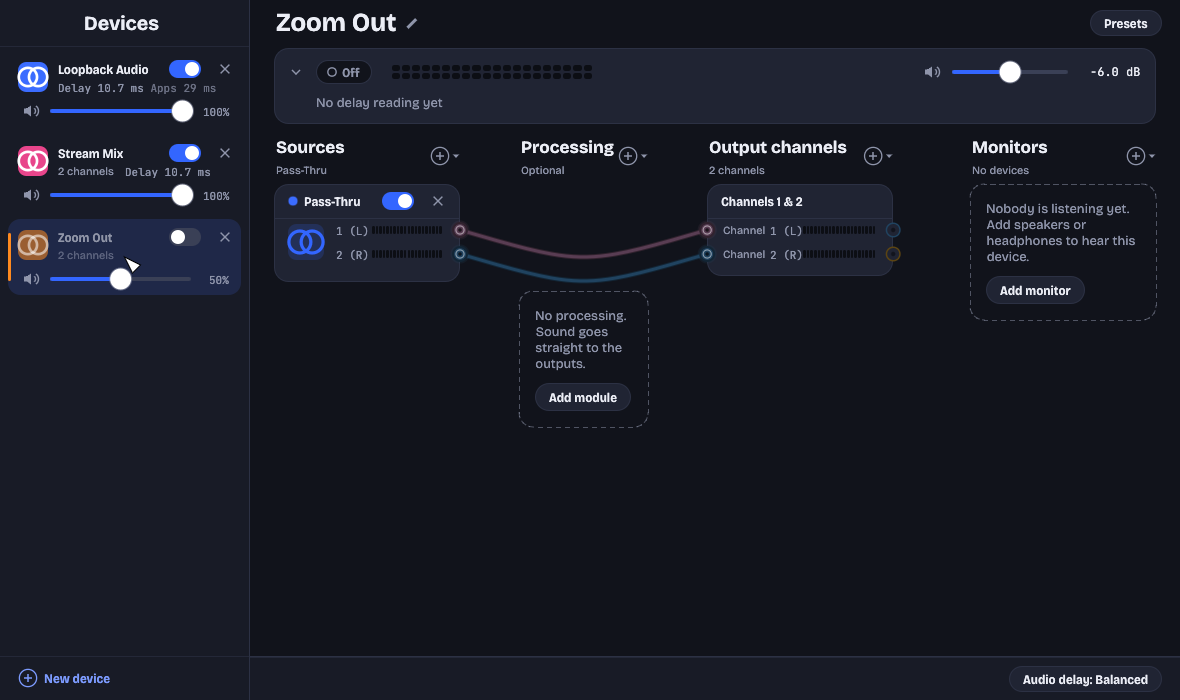 Devices
Loopback Audio
Delay 10.7 ms Apps 29 ms
100%
Stream Mix
2 channels Delay 10.7 ms
100%
Zoom Out
2 channels
50%
New device
Zoom Out
Presets
Off
-6.0 dB
No delay reading yet
Sources
Pass-Thru
Processing
Optional
Output channels
2 channels
Monitors
No devices
Pass-Thru
1 (L)
2 (R)
No processing.
Sound goes
straight to the
outputs.
Add module
Channels 1 & 2
Channel 1 (L)
Channel 2 (R)
Nobody is listening yet.
Add speakers or
headphones to hear this
device.
Add monitor
Audio delay: Balanced